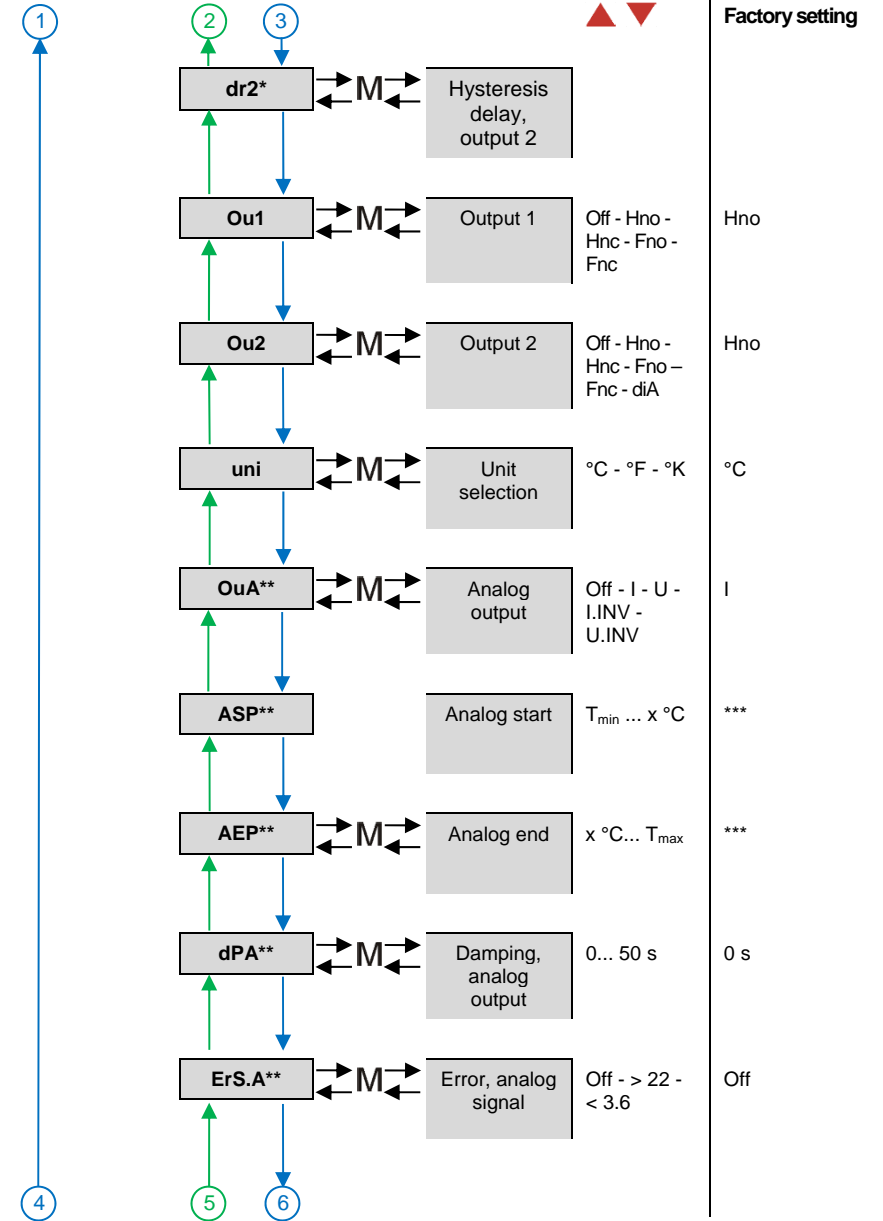 1 2 3 Factory setting
dr2* M Hysteresis
delay,
output 2
Ou1 M Output 1 Off - Hno - Hno
Hnc - Fno -
Fnc
Ou2 M Output 2 Off - Hno - Hno
Hnc - Fno –
Fnc - diA
uni M Unit °C - °F - °K °C
selection
OuA** M Analog Off - I - U - I
output I.INV -
U.INV
ASP** Analog start Tmin ... x °C ***
AEP** M Analog end x °C... Tmax ***
dPA** M Damping, 0... 50 s 0 s
analog
output
ErS.A** M Error, analog Off - > 22 - Off
signal < 3.6
4 5 6